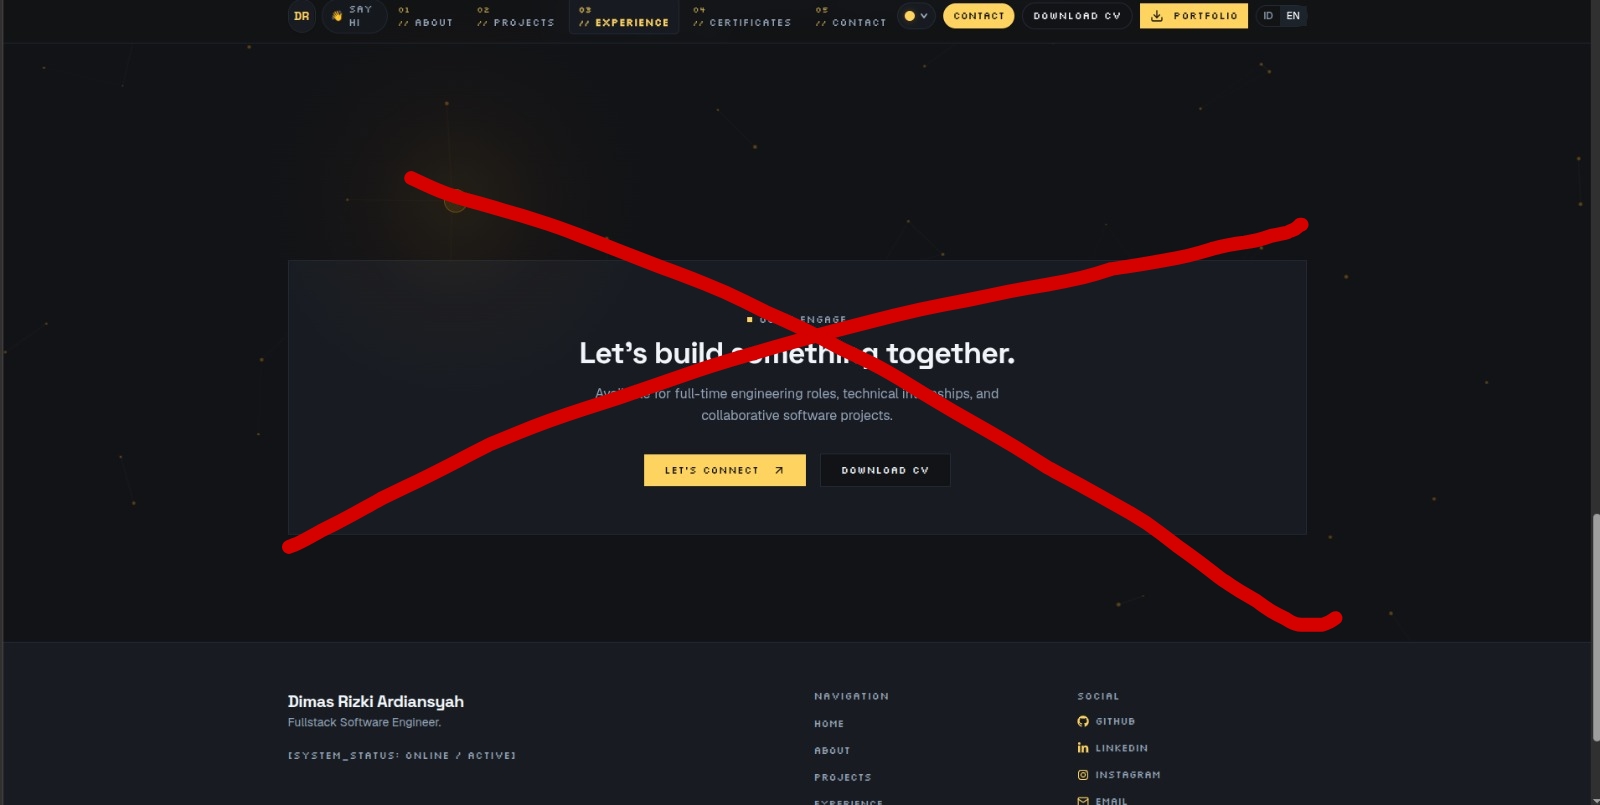 DR
👋 SAY HI
01 // ABOUT
02 // PROJECTS
03 // EXPERIENCE
04 // CERTIFICATES
05 // CONTACT
CONTACT
DOWNLOAD CV
PORTFOLIO
ID EN
ENGAGE
Let's build something together.
for full-time engineering roles, technical and
collaborative software projects.
LET'S CONNECT
DOWNLOAD CV
Dimas Rizki Ardiansyah
Fullstack Software Engineer.
[SYSTEM_STATUS: ONLINE / ACTIVE]
NAVIGATION
HOME
ABOUT
PROJECTS
EXPERIENCE
SOCIAL
GITHUB
LINKEDIN
INSTAGRAM
EMAIL